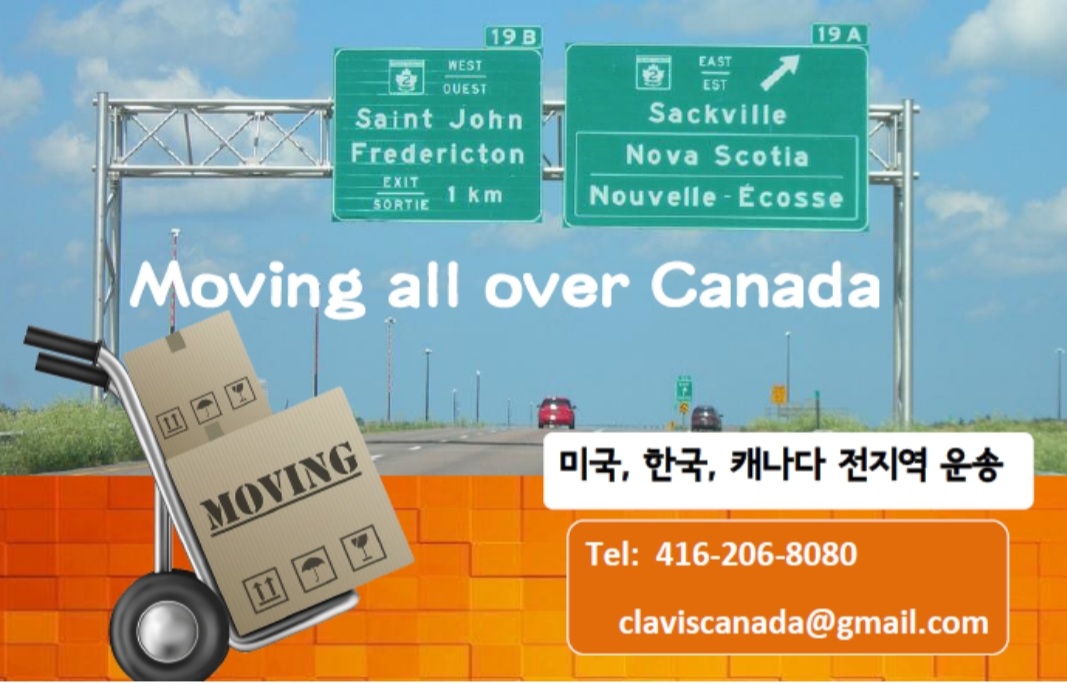 19 B
WEST
OUEST
2
Saint John
Fredericton
EXIT
SORTIE
1 km
19 A
EAST
EST
2
Sackville
Nova Scotia
Nouvelle-Écosse
Moving all over Canada
MOVING
미국, 한국, 캐나다 전지역 운송
Tel: 416-206-8080
claviscanada@gmail.com